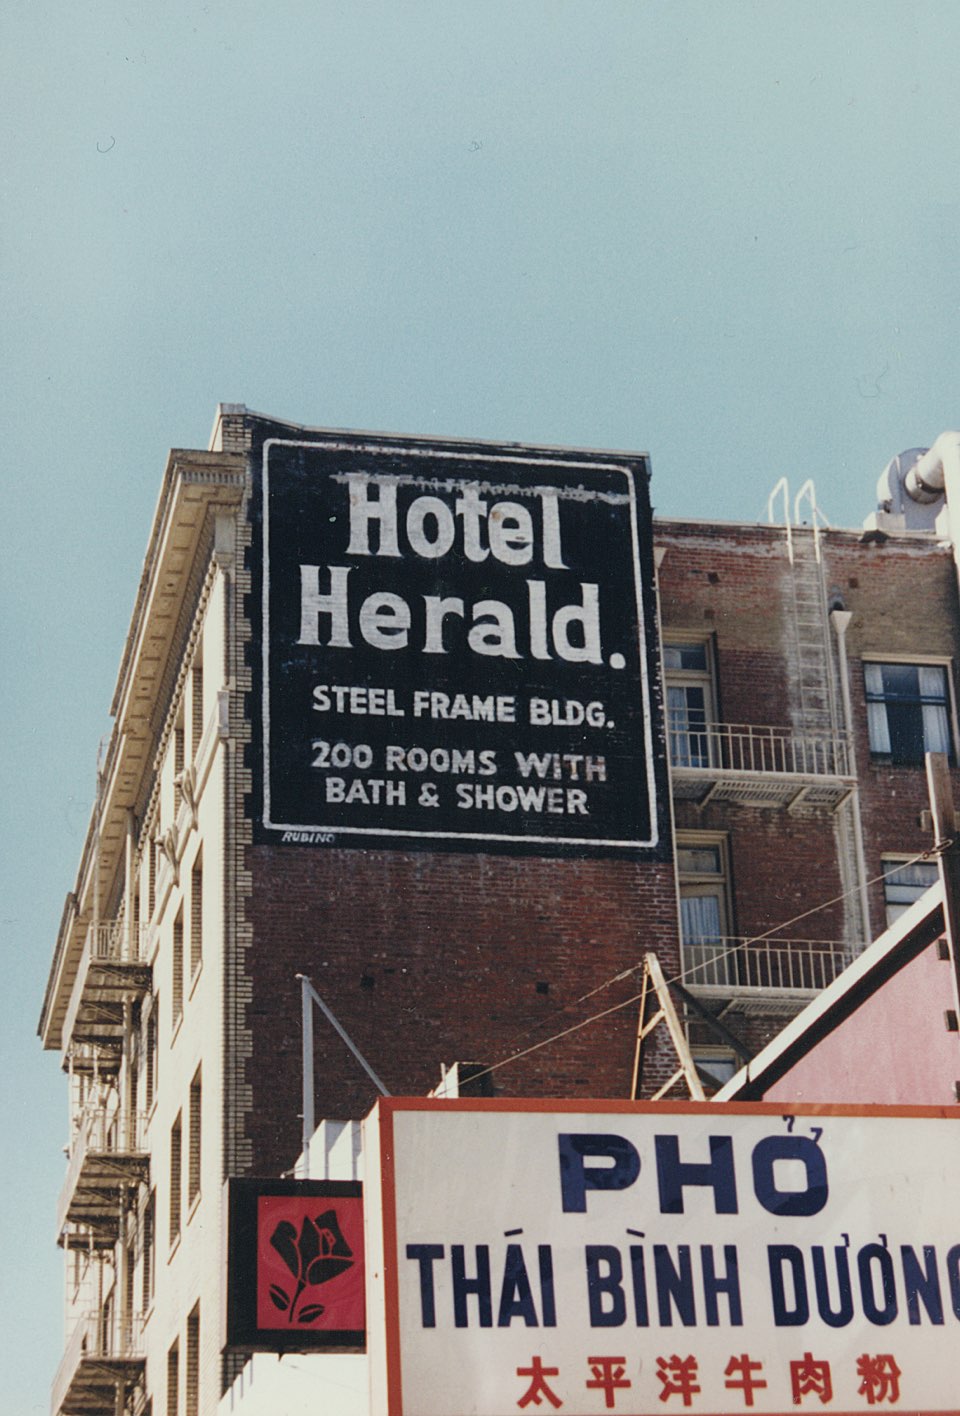 Hotel
Herald.
STEEL FRAME BLDG.
200 ROOMS WITH
BATH & SHOWER
RUBINO
PHỞ
THÁI BÌNH DƯƠNG
太平洋牛肉粉